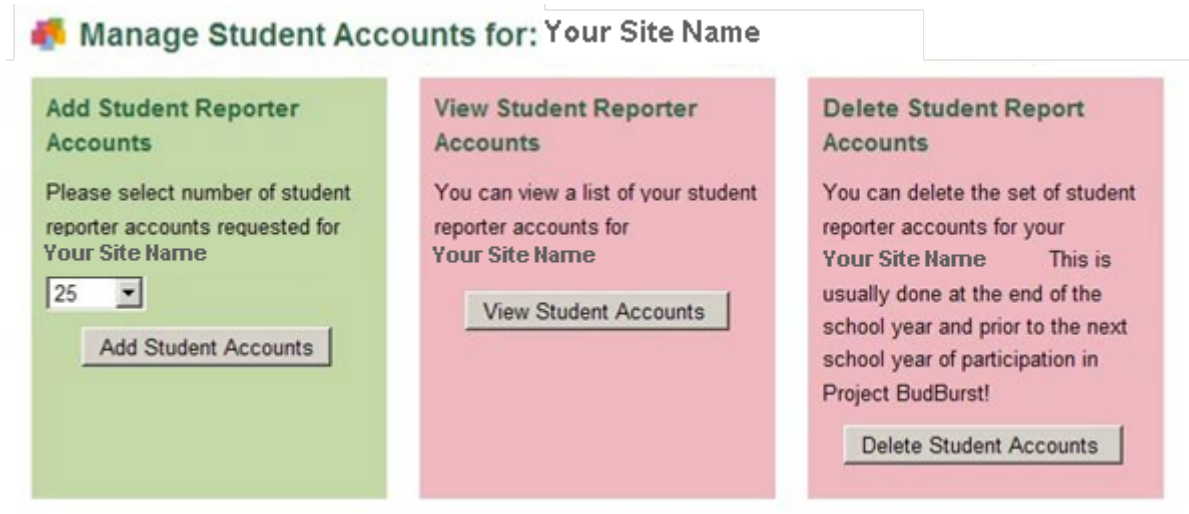 Manage Student Accounts for: Your Site Name
Add Student Reporter
Accounts
Please select number of student
reporter accounts requested for
Your Site Name
25
Add Student Accounts
View Student Reporter
Accounts
You can view a list of your student
reporter accounts for
Your Site Name
View Student Accounts
Delete Student Report
Accounts
You can delete the set of student
reporter accounts for your
Your Site Name This is
usually done at the end of the
school year and prior to the next
school year of participation in
Project BudBurst!
Delete Student Accounts